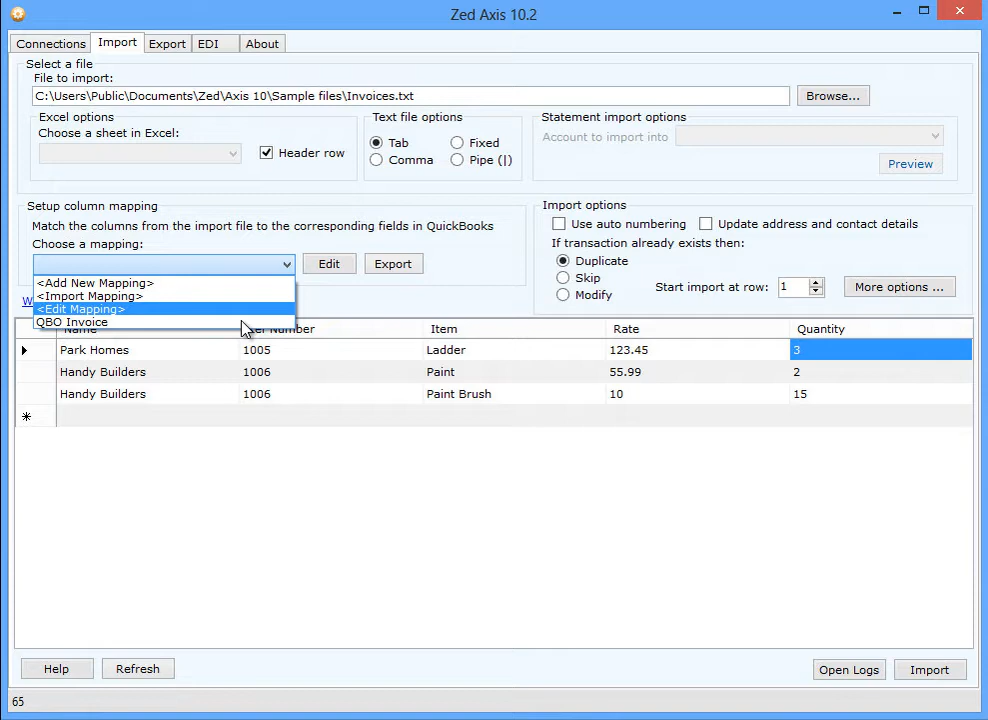 Zed Axis 10.2
Connections Import Export EDI About
Select a file
File to import:
C:\Users\Public\Documents\Zed\Axis 10\Sample files\Invoices.txt Browse...
Excel options Text file options Statement import options
Choose a sheet in Excel: Tab Fixed Account to import into
Header row Comma Pipe (|)
Preview
Setup column mapping Import options
Match the columns from the import file to the corresponding fields in QuickBooks Use auto numbering Update address and contact details
Choose a mapping: If transaction already exists then:
Edit Export Duplicate
<Add New Mapping> Skip Start import at row: 1 More options ...
<Import Mapping> Modify
<Edit Mapping>
QBO Invoice
Number Item Rate Quantity
Park Homes 1005 Ladder 123.45 3
Handy Builders 1006 Paint 55.99 2
Handy Builders 1006 Paint Brush 10 15
Help Refresh Open Logs Import
65